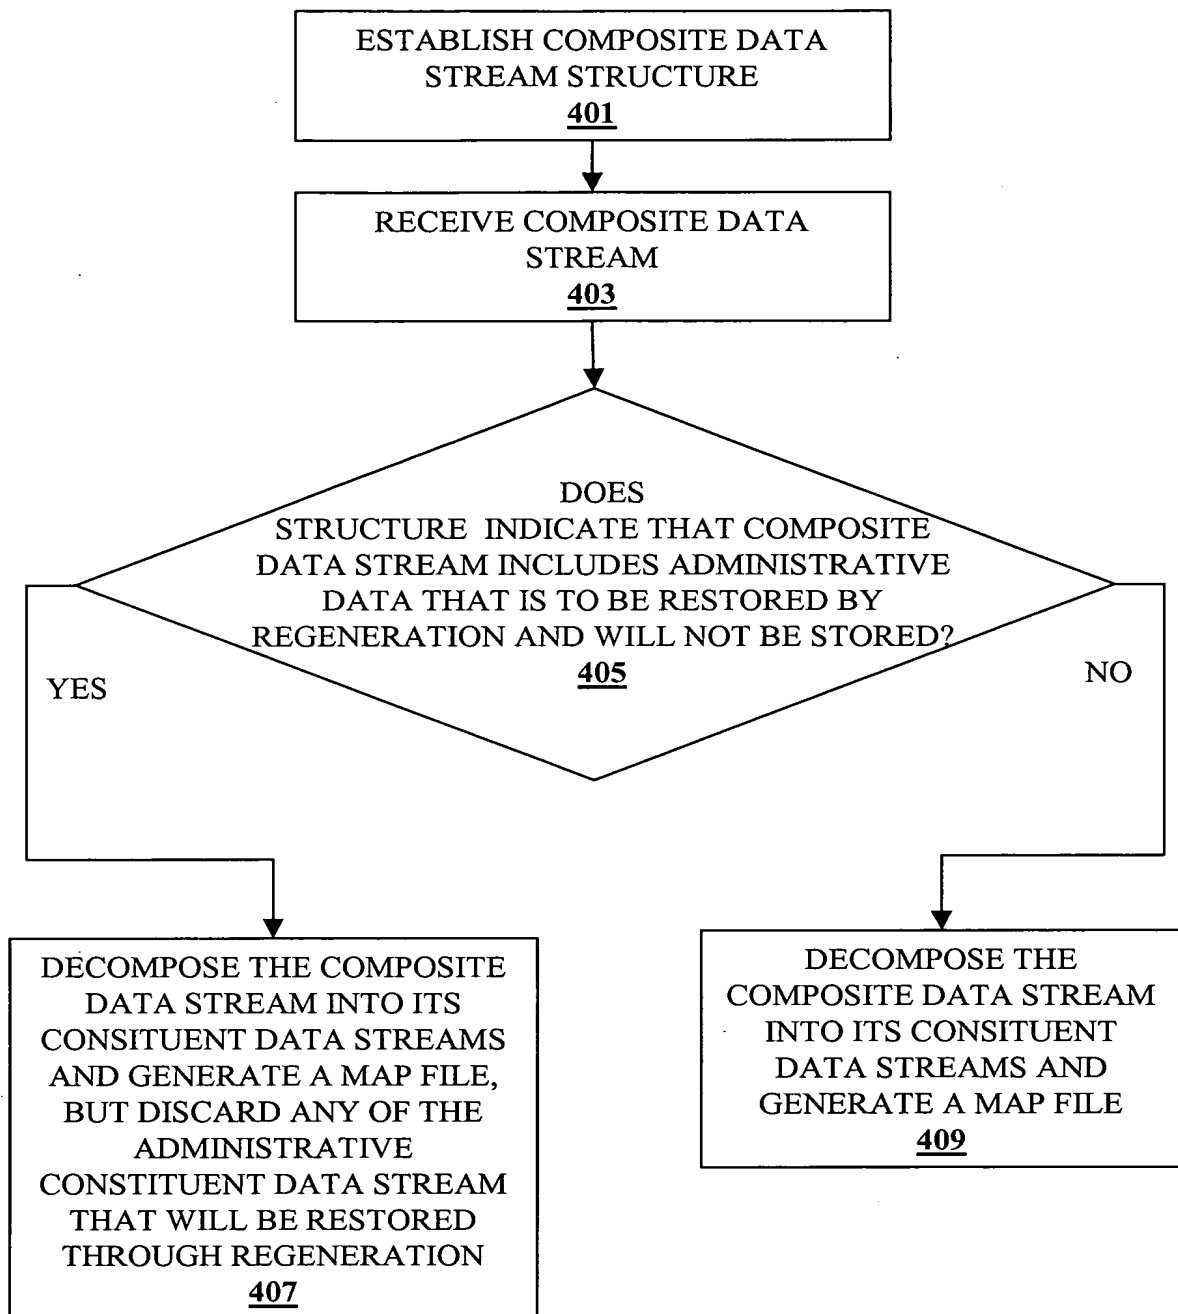 ESTABLISH COMPOSITE DATA
STREAM STRUCTURE
401
RECEIVE COMPOSITE DATA
STREAM
403
DOES
STRUCTURE INDICATE THAT COMPOSITE
DATA STREAM INCLUDES ADMINISTRATIVE
DATA THAT IS TO BE RESTORED BY
REGENERATION AND WILL NOT BE STORED?
405
YES
NO
DECOMPOSE THE COMPOSITE
DATA STREAM INTO ITS
CONSITUENT DATA STREAMS
AND GENERATE A MAP FILE,
BUT DISCARD ANY OF THE
ADMINISTRATIVE
CONSTITUENT DATA STREAM
THAT WILL BE RESTORED
THROUGH REGENERATION
407
DECOMPOSE THE
COMPOSITE DATA STREAM
INTO ITS CONSITUENT
DATA STREAMS AND
GENERATE A MAP FILE
409